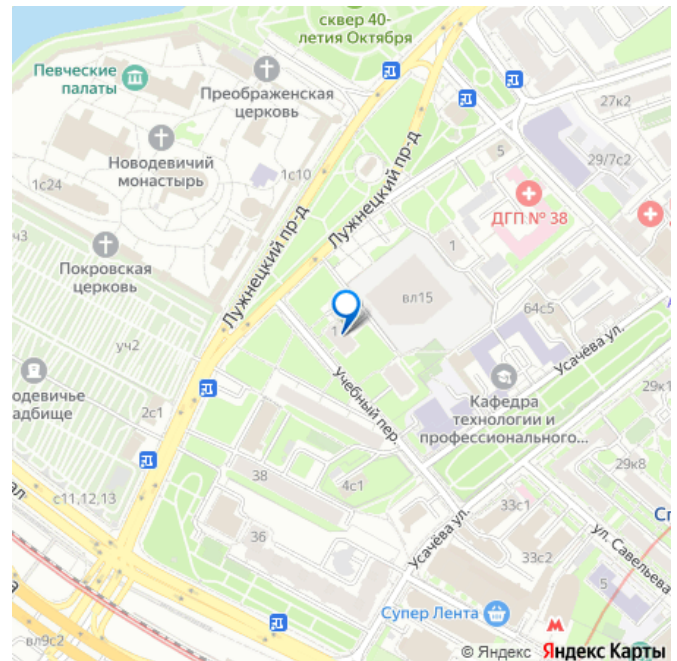 сквер 40-
летия Октября
Певческие
палаты
Преображенская
церковь
27к2
Новодевичий
монастырь
1с10
1с24
Лужнецкий пр-д
5
29/7с2
ДГП № 38
ч3
Покровская
церковь
Лужнецкий пр-д
1
вл15
64с5
1
уч2
Усачёва ул.
одевичье
адбище
2с1
Учебный пер.
Кафедра
технологии и
профессионального...
29к1
29к8
38
4с1
с11,12,13
ал
36
Усачёва ул.
33с1
Сп
33с2
ул. Савельева
5
Супер Лента
вл9с2
© Яндекс Яндекс Карты